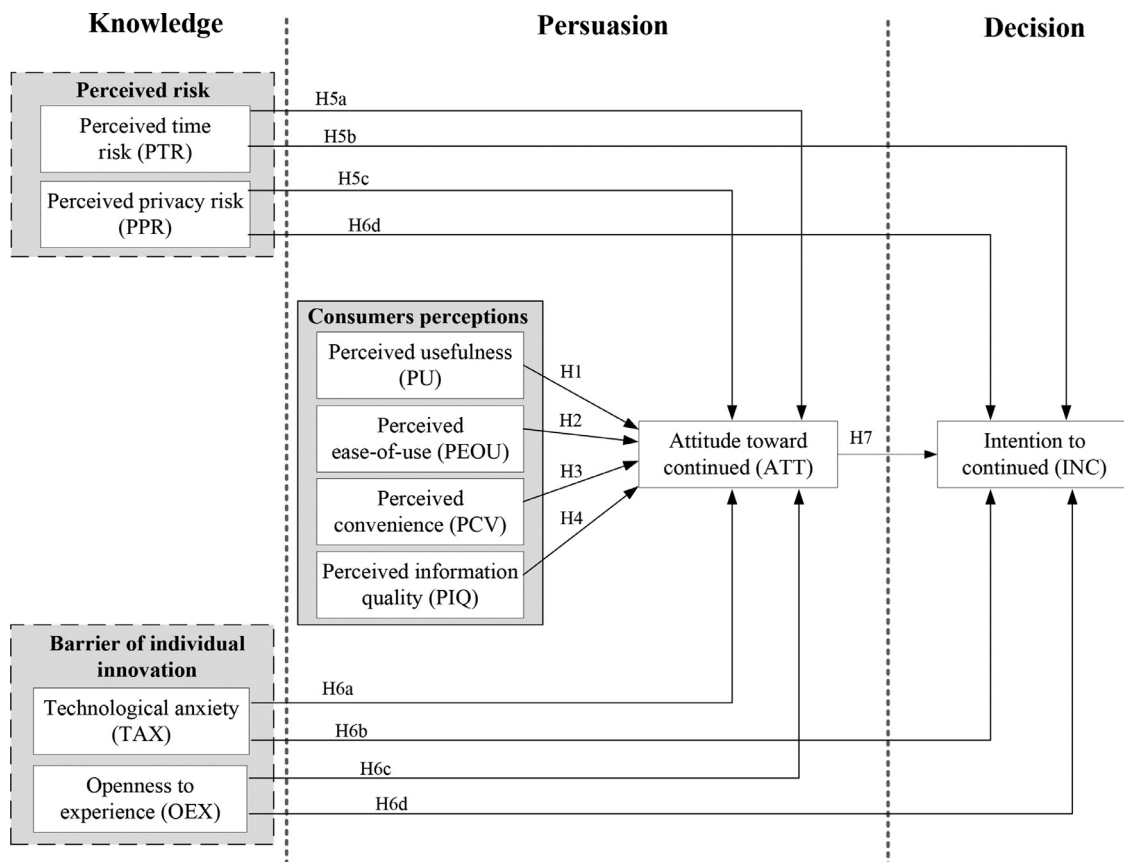 Knowledge
Persuasion
Decision
Perceived risk
Perceived time
risk (PTR)
Perceived privacy risk
(PPR)
H5a
H5b
H5c
H6d
Consumers perceptions
Perceived usefulness
(PU)
Perceived
ease-of-use (PEOU)
Perceived
convenience (PCV)
Perceived information
quality (PIQ)
H1
H2
H3
H4
Attitude toward
continued (ATT)
H7
Intention to
continued (INC)
Barrier of individual
innovation
Technological anxiety
(TAX)
Openness to
experience (OEX)
H6a
H6b
H6c
H6d